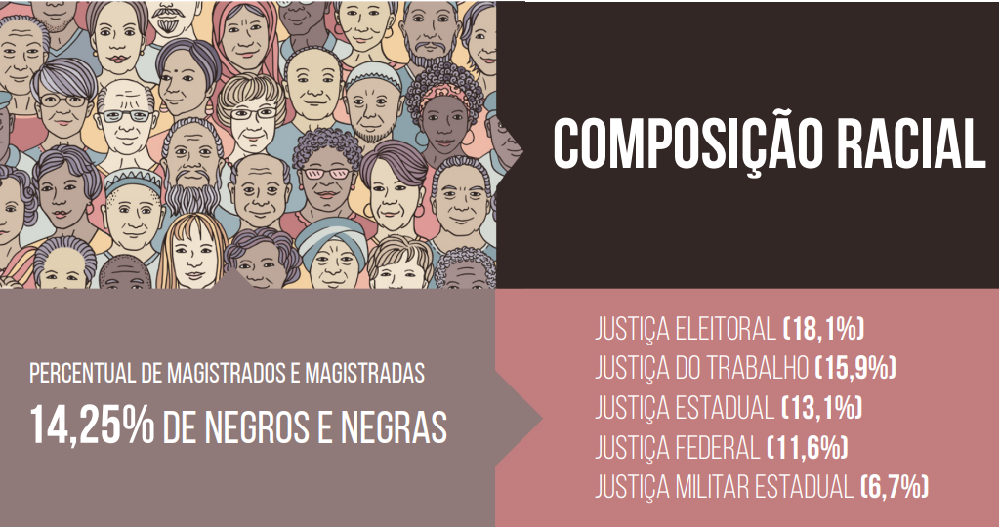 COMPOSIÇÃO RACIAL
PERCENTUAL DE MAGISTRADOS E MAGISTRADAS
14,25% DE NEGROS E NEGRAS
JUSTIÇA ELEITORAL (18,1%)
JUSTIÇA DO TRABALHO (15,9%)
JUSTIÇA ESTADUAL (13,1%)
JUSTIÇA FEDERAL (11,6%)
JUSTIÇA MILITAR ESTADUAL (6,7%)